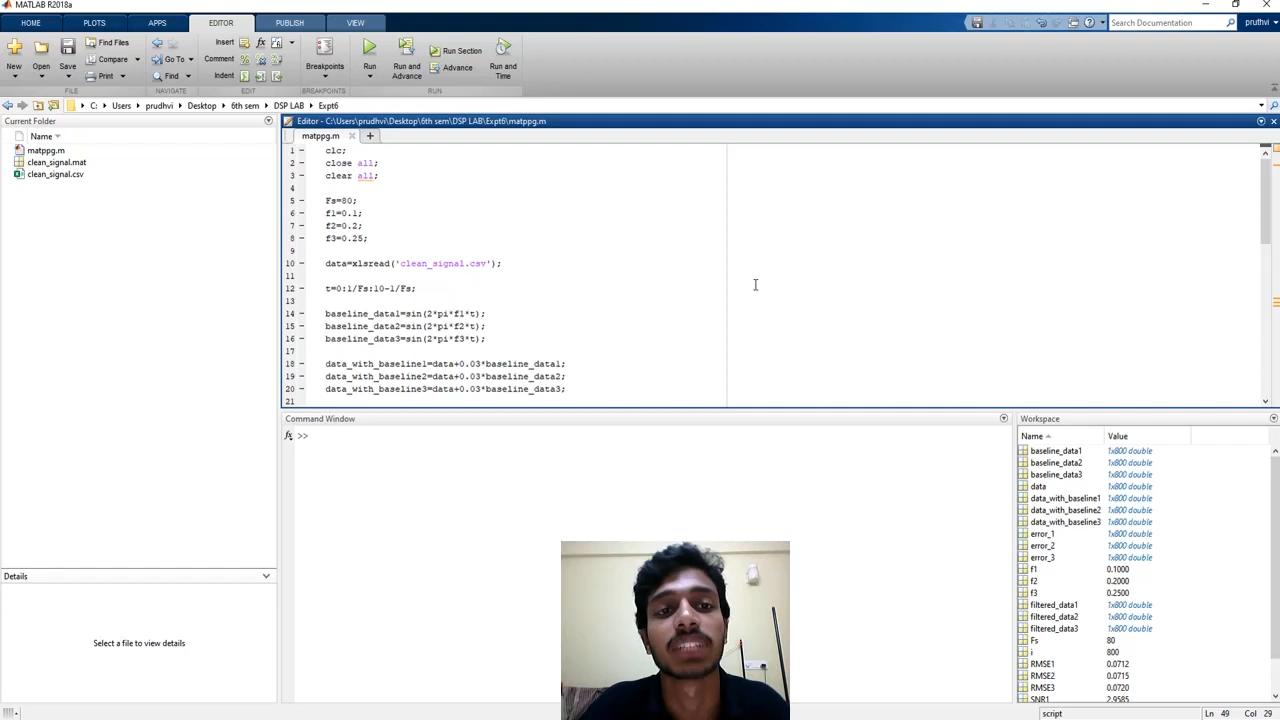 MATLAB R2018a
HOME
PLOTS
APPS
EDITOR
PUBLISH
VIEW
Search Documentation
pruthvi
New
Open
Save
Find Files
Compare
Print
Insert
Comment
Indent
Go To
Find
Breakpoints
Run
Run and Advance
Run Section
Advance
Run and Time
FILE
NAVIGATE
EDIT
BREAKPOINTS
RUN
C: Users prudhvi Desktop 6th sem DSP LAB Expt6
Current Folder
Name
matppg.m
clean_signal.mat
clean_signal.csv
Details
Select a file to view details
Editor - C:\Users\prudhvi\Desktop\6th sem\DSP LAB\Expt6\matppg.m
matppg.m
1 – clc;
2 – close all;
3 – clear all;
4
5 – Fs=80;
6 – f1=0.1;
7 – f2=0.2;
8 – f3=0.25;
9
10 – data=xlsread('clean_signal.csv');
11
12 – t=0:1/Fs:10-1/Fs;
13
14 – baseline_data1=sin(2*pi*f1*t);
15 – baseline_data2=sin(2*pi*f2*t);
16 – baseline_data3=sin(2*pi*f3*t);
17
18 – data_with_baseline1=data+0.03*baseline_data1;
19 – data_with_baseline2=data+0.03*baseline_data2;
20 – data_with_baseline3=data+0.03*baseline_data3;
21
Command Window
fx >>
Workspace
Name Value
baseline_data1 1x800 double
baseline_data2 1x800 double
baseline_data3 1x800 double
data 1x800 double
data_with_baseline1 1x800 double
data_with_baseline2 1x800 double
data_with_baseline3 1x800 double
error_1 1x800 double
error_2 1x800 double
error_3 1x800 double
f1 0.1000
f2 0.2000
f3 0.2500
filtered_data1 1x800 double
filtered_data2 1x800 double
filtered_data3 1x800 double
Fs 80
i 800
RMSE1 0.0712
RMSE2 0.0715
RMSE3 0.0720
SNR1 2.9585
script
Ln 49 Col 29